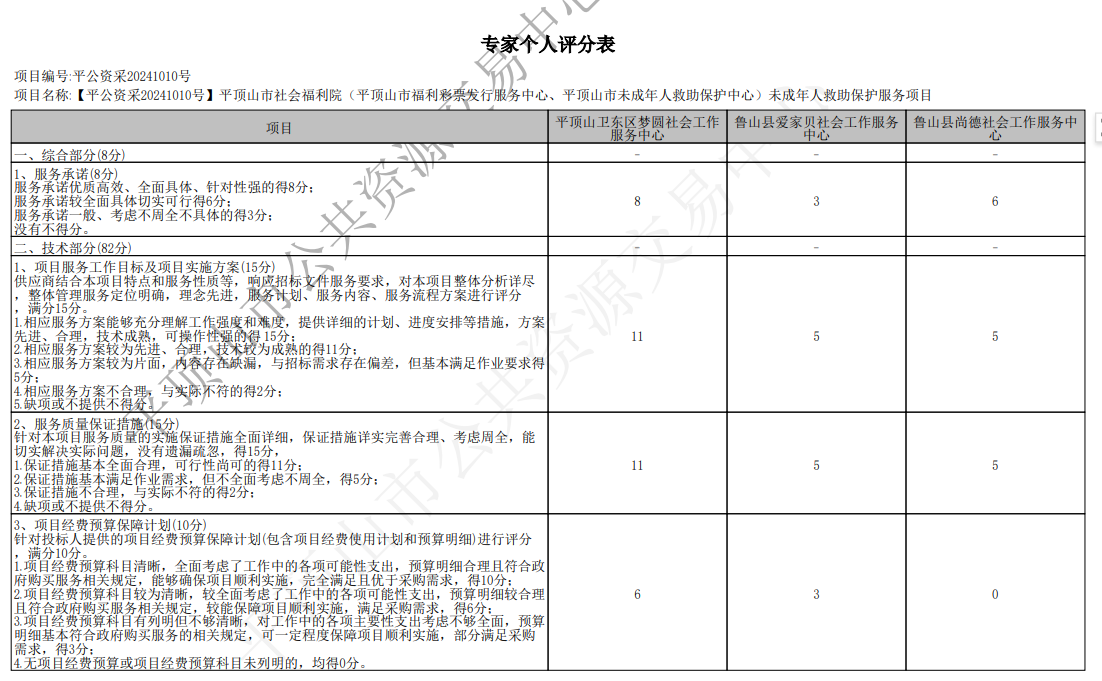 专家个人评分表
项目编号:平公资采20241010号
项目名称:【平公资采20241010号】平顶山市社会福利院（平顶山市福利彩票发行服务中心、平顶山市未成年人救助保护中心）未成年人救助保护服务项目
项目
平顶山卫东区梦圆社会工作
服务中心
鲁山县爱家贝社会工作服务
中心
鲁山县尚德社会工作服务中
心
一、综合部分(8分)
-
-
-
1、服务承诺(8分)
服务承诺优质高效、全面具体、针对性强的得8分；
服务承诺较全面具体切实可行得6分；
服务承诺一般、考虑不周全不具体的得3分；
没有不得分。
8
3
6
二、技术部分(82分)
-
-
-
1、项目服务工作目标及项目实施方案(15分)
供应商结合本项目特点和服务性质等，响应招标文件服务要求，对本项目整体分析详尽
，整体管理服务定位明确，理念先进，服务计划、服务内容、服务流程方案进行评分
，满分15分。
1.相应服务方案能够充分理解工作强度和难度，提供详细的计划、进度安排等措施，方案
先进、合理，技术成熟，可操作性强的得 15分；
2.相应服务方案较为先进、合理，技术较为成熟的得11分；
3.相应服务方案较为片面，内容存在缺漏，与招标需求存在偏差，但基本满足作业要求得
5分；
4.相应服务方案不合理，与实际不符的得2分；
5.缺项或不提供不得分。
11
5
5
2、服务质量保证措施(15分)
针对本项目服务质量的实施保证措施全面详细，保证措施详实完善合理、考虑周全，能
切实解决实际问题，没有遗漏疏忽，得15分，
1.保证措施基本全面合理，可行性尚可的得11分；
2.保证措施基本满足作业需求，但不全面考虑不周全，得5分；
3.保证措施不合理，与实际不符的得2分；
4.缺项或不提供不得分。
11
5
5
3、项目经费预算保障计划(10分)
针对投标人提供的项目经费预算保障计划(包含项目经费使用计划和预算明细)进行评分
，满分10分。
1.项目经费预算科目清晰，全面考虑了工作中的各项可能性支出，预算明细合理且符合政
府购买服务相关规定，能够确保项目顺利实施，完全满足且优于采购需求，得10分；
2.项目经费预算科目较为清晰，较全面考虑了工作中的各项可能性支出，预算明细较合理
且符合政府购买服务相关规定，较能保障项目顺利实施，满足采购需求，得6分；
3.项目经费预算科目有列明但不够清晰，对工作中的各项主要性支出考虑不够全面，预算
明细基本符合政府购买服务的相关规定，可一定程度保障项目顺利实施，部分满足采购
需求，得3分；
4.无项目经费预算或项目经费预算科目未列明的，均得0分。
6
3
0
平顶山市公共资源交易中心
平顶山市公共资源交易中心